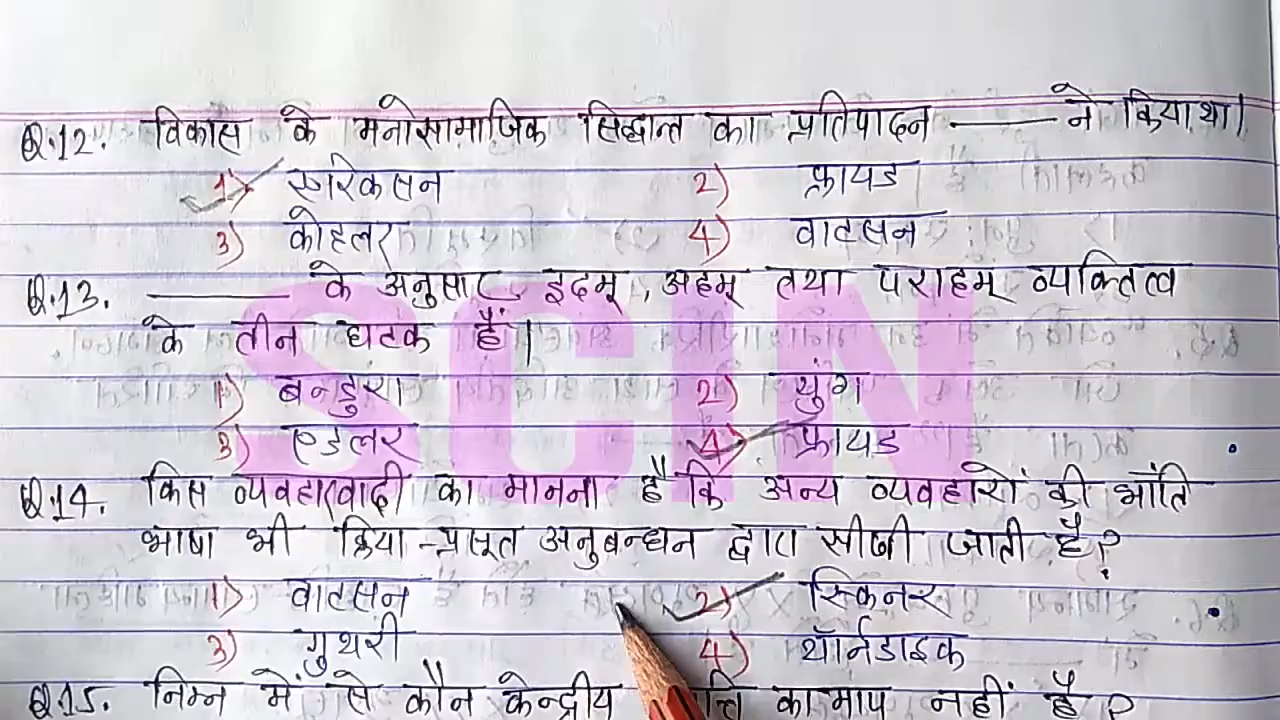 Q.12. विकास के मनोसामाजिक सिद्धान्त का प्रतिपादन ——— ने किया था।
1) एरिकसन 2) फ्रायड
3) कोहलर 4) वाटसन
Q.13. ——— के अनुसार इदम्, अहम् तथा पराहम् व्यक्तित्व
के तीन घटक हैं।
1) बन्डुरा 2) युंग
3) एडलर 4) फ्रायड
Q.14. किस व्यवहारवादी का मानना है कि अन्य व्यवहारों की भाँति
भाषा भी क्रिया-प्रसूत अनुबन्धन द्वारा सीखी जाती है?
1) वाटसन 2) स्किनर
3) गुथरी 4) थॉर्नडाइक
Q.15. निम्न में से कौन केन्द्रीय का माप नहीं है?
SCIN